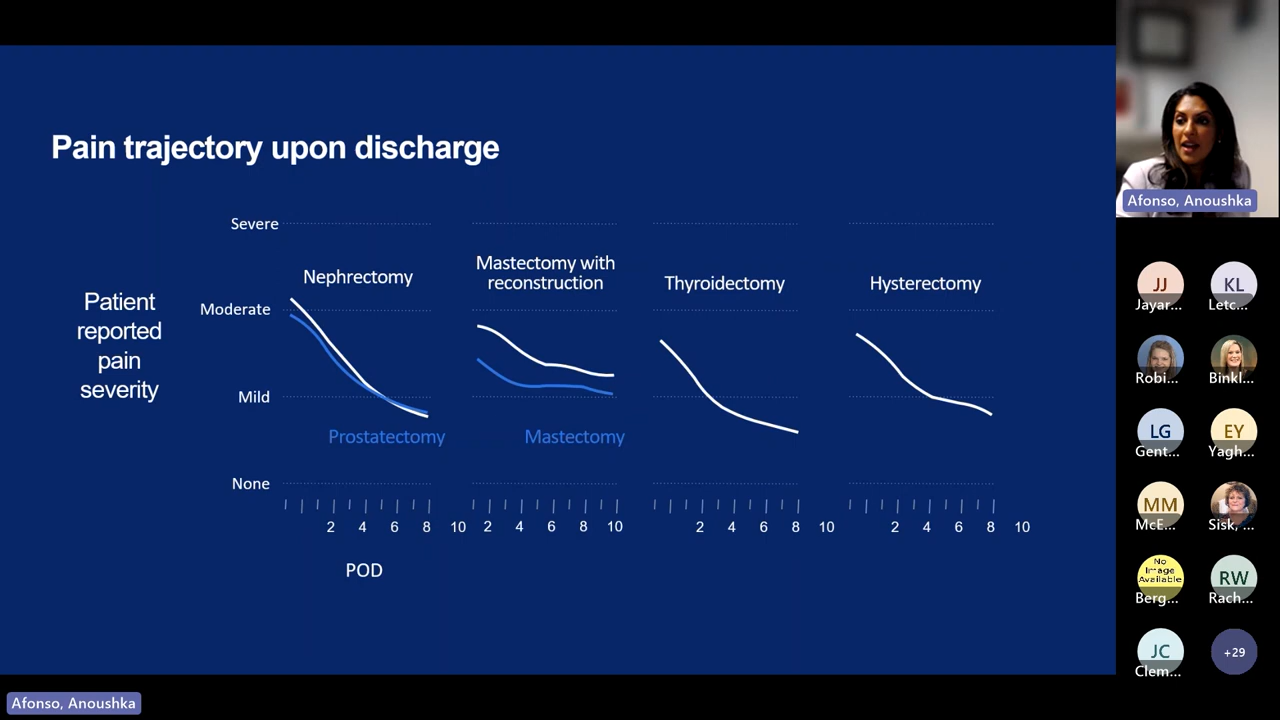 Pain trajectory upon discharge
Severe
Nephrectomy
Mastectomy with
reconstruction
Thyroidectomy
Hysterectomy
Patient
reported
pain
severity
Moderate
Mild
Prostatectomy
Mastectomy
None
2 4 6 8 10 2 4 6 8 10 2 4 6 8 10 2 4 6 8 10
POD
Afonso, Anoushka
JJ
Jayar...
KL
Letc...
Robi...
Binkl...
LG
Gent...
EY
Yagh...
MM
McE...
Sisk, ...
No
Image
Available
Berg...
RW
Rach...
JC
Clem...
+29
Afonso, Anoushka